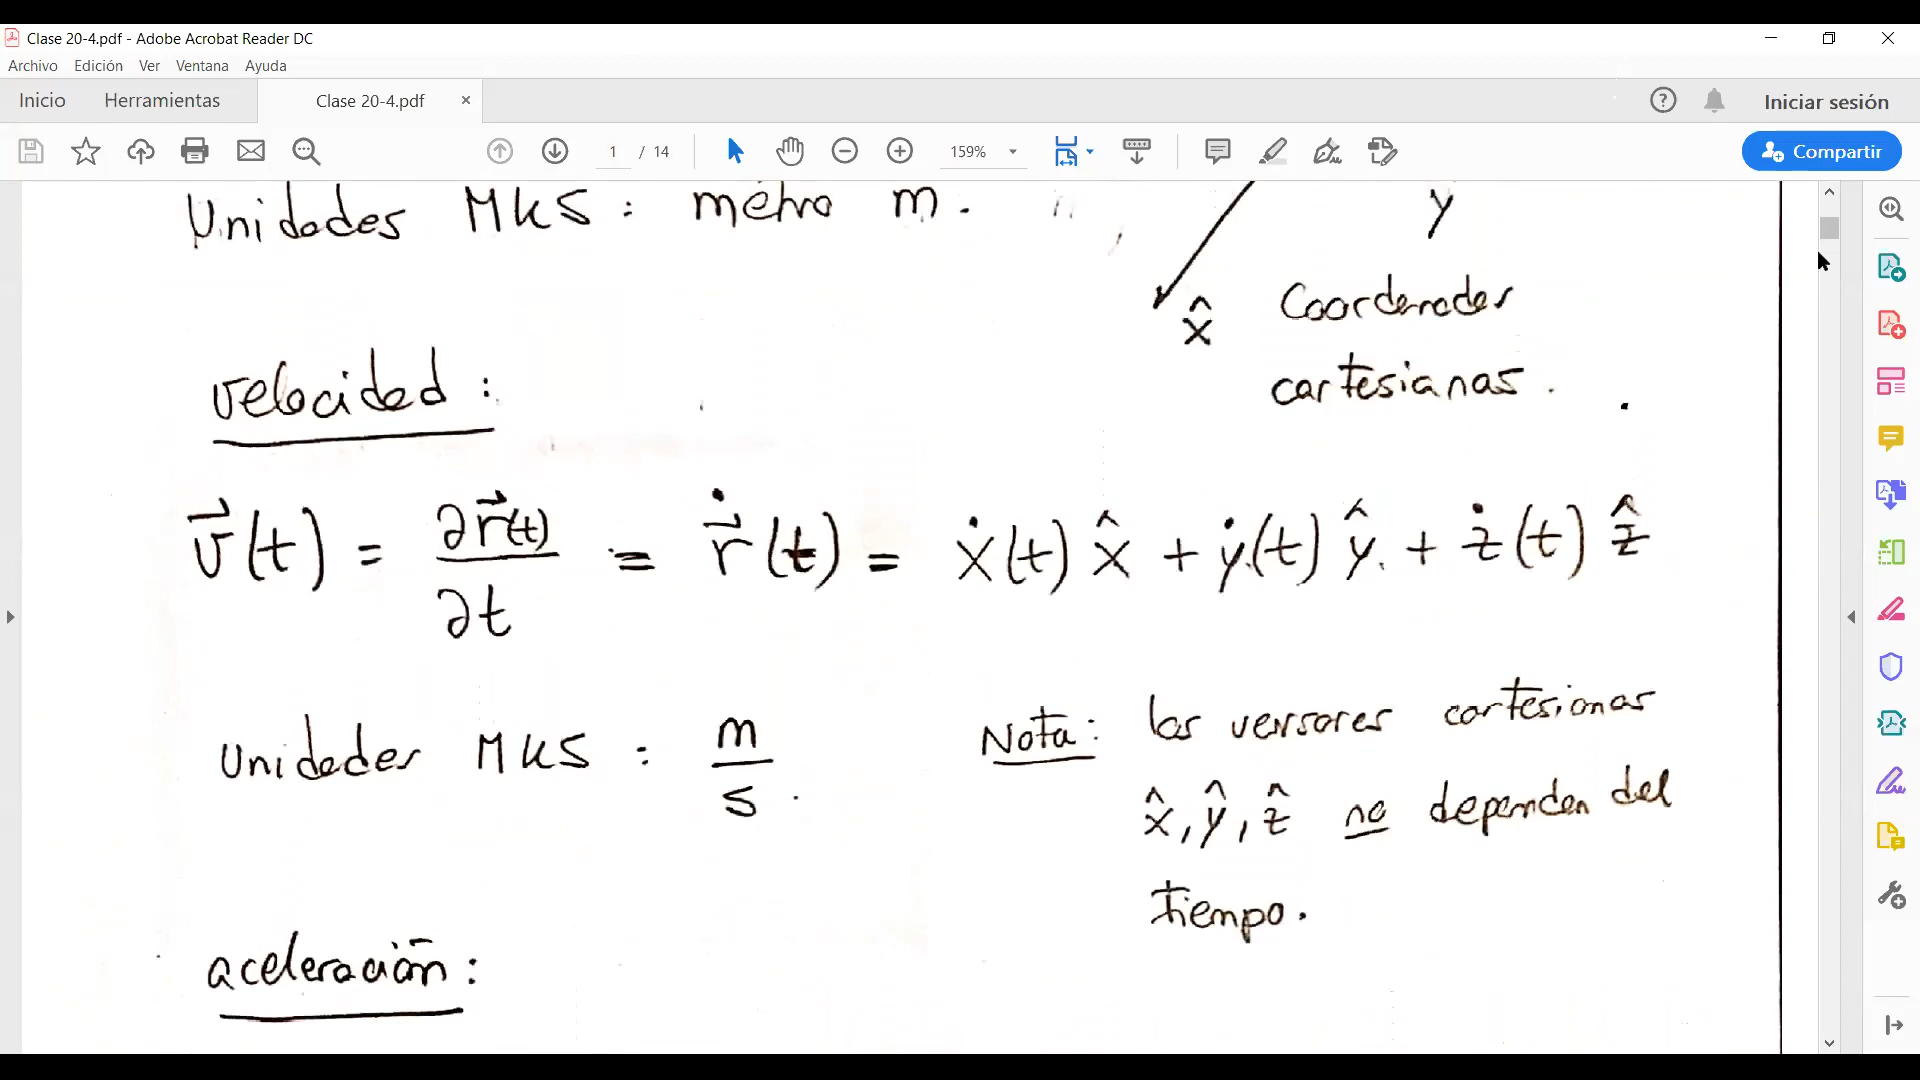 Clase 20-4.pdf - Adobe Acrobat Reader DC
Archivo Edición Ver Ventana Ayuda
Inicio Herramientas Clase 20-4.pdf × Iniciar sesión
1 / 14 159% Compartir
Unidades MKS : metro m.
y
x̂ Coordenadas
cartesianas.
velocidad:
v⃗(t) = ∂r⃗(t)/∂t = ṙ⃗(t) = ẋ(t) x̂ + ẏ(t) ŷ + ż(t) ẑ
Unidades MKS : m/s
Nota: los versores cartesianos
x̂, ŷ, ẑ no dependen del
tiempo.
aceleración: